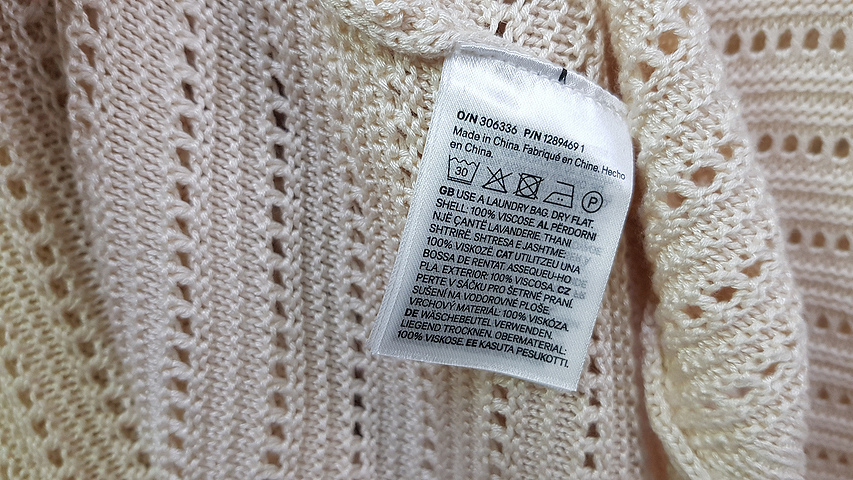 O/N 306336 P/N 1289469 1
Made in China. Fabriqué en Chine. Hecho
en China.
30
P
GB USE A LAUNDRY BAG. DRY FLAT.
SHELL: 100% VISCOSE. AL PËRDORNI
NJË ÇANTË LAVANDERIE. THANI
SHTRIRË. SHTRESA E JASHTME:
100% VISKOZË. CAT UTILITZEU UNA
BOSSA DE RENTAT. ASSEQUEU-HO
PLA. EXTERIOR: 100% VISCOSA. CZ
PERTE V SÁČKU PRO ŠETRNÉ PRANÍ.
SUŠENÍ NA VODOROVNÉ PLOŠE.
VRCHOVÝ MATERIÁL: 100% VISKÓZA.
DE WÄSCHEBEUTEL VERWENDEN.
LIEGEND TROCKNEN. OBERMATERIAL:
100% VISKOSE. EE KASUTA PESUKOTTI.